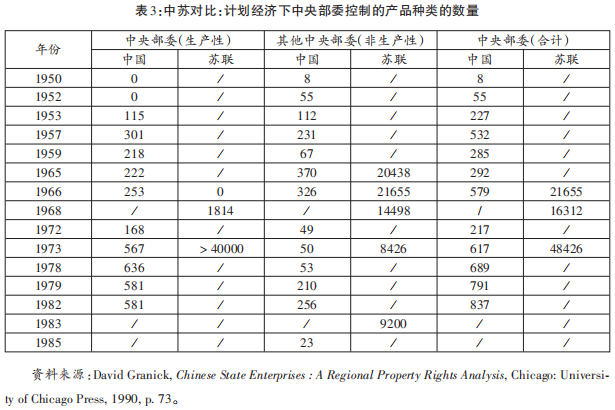 表3:中苏对比:计划经济下中央部委控制的产品种类的数量
年份 中央部委(生产性) 其他中央部委(非生产性) 中央部委(合计)
中国 苏联 中国 苏联 中国 苏联
1950 0 / 8 / 8 /
1952 0 / 55 / 55 /
1953 115 / 112 / 227 /
1957 301 / 231 / 532 /
1959 218 / 67 / 285 /
1965 222 / 370 20438 292 /
1966 253 0 326 21655 579 21655
1968 / 1814 / 14498 / 16312
1972 168 / 49 / 217 /
1973 567 >40000 50 8426 617 48426
1978 636 / 53 / 689 /
1979 581 / 210 / 791 /
1982 581 / 256 / 837 /
1983 / / / 9200 / /
1985 / / 23 / / /
资料来源:David Granick, Chinese State Enterprises: A Regional Property Rights Analysis, Chicago: Universi-
ty of Chicago Press, 1990, p. 73。